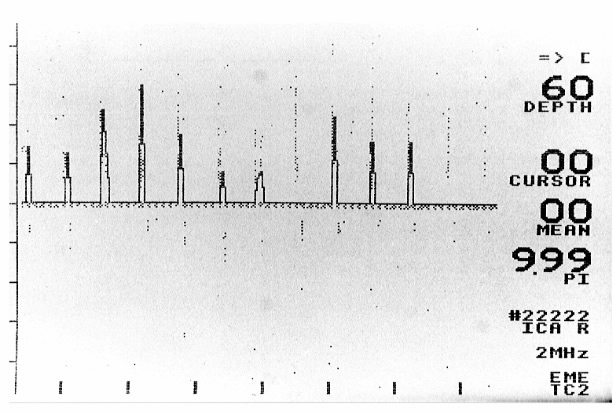 => [
60
DEPTH
00
CURSOR
00
MEAN
9.99
PI
#22222
ICA R
2MHz
EME
TC2